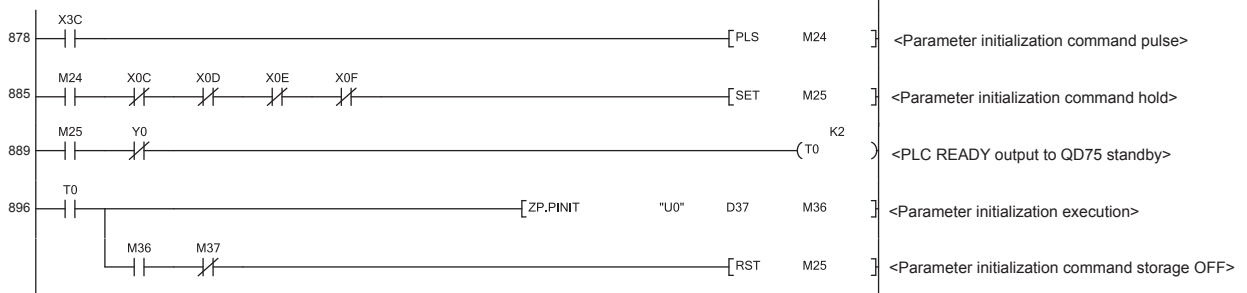 X3C
878 PLS M24 <Parameter initialization command pulse>
M24 X0C X0D X0E X0F
885 SET M25 <Parameter initialization command hold>
M25 Y0 K2
889 T0 <PLC READY output to QD75 standby>
T0
896 ZP.PINIT "U0" D37 M36 <Parameter initialization execution>
M36 M37
RST M25 <Parameter initialization command storage OFF>